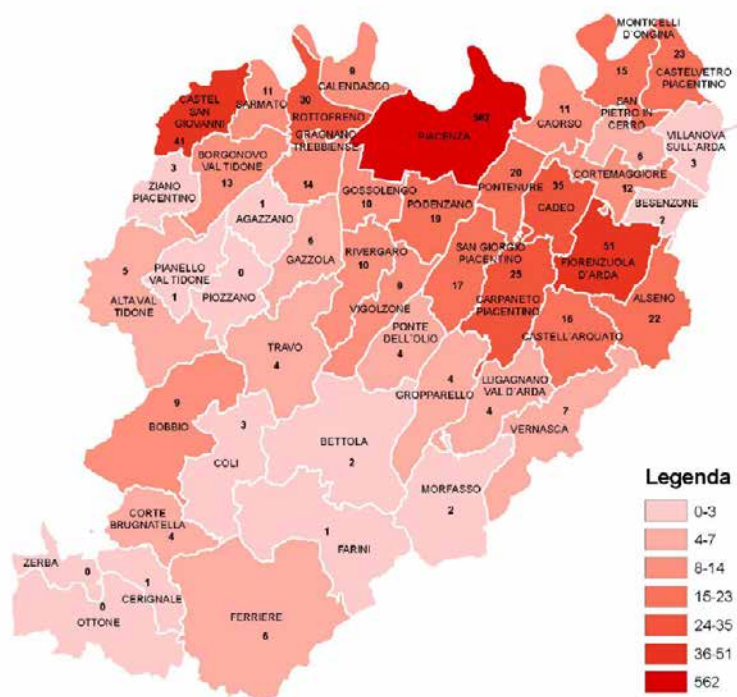 MONTICELLI
D'ONGINA
15
23
CASTELVETRO
PIACENTINO
9
CALENDASCO
CASTEL
SAN
GIOVANNI
41
11
SARMATO
30
ROTTOFRENO
GRAGNANO
TREBBIENSE
14
PIACENZA
11
CAORSO
SAN
PIETRO IN
CERRO
6
VILLANOVA
SULL'ARDA
3
3
ZIANO
PIACENTINO
BORGONOVO
VAL TIDONE
13
CORTEMAGGIORE
12
BESENZONE
2
1
AGAZZANO
GOSSOLENGO
10
PODENZANO
19
20
PONTENURE
35
CADEO
51
FIORENZUOLA
D'ARDA
5
ALTA VAL
TIDONE
PIANELLO
VAL TIDONE
1
0
PIOZZANO
6
GAZZOLA
RIVERGARO
10
VIGOLZONE
SAN GIORGIO
PIACENTINO
17
25
CARPANETO
PIACENTINO
ALSENO
22
16
CASTELL'ARQUATO
PONTE
DELL'OLIO
4
TRAVO
4
4
GROPPARELLO
LUGAGNANO
VAL D'ARDA
4
7
VERNASCA
9
BOBBIO
3
COLI
BETTOLA
2
MORFASSO
2
CORTE
BRUGNATELLA
4
1
FARINI
ZERBA
0
1
CERIGNALE
0
OTTONE
FERRIERE
6
Legenda
0-3
4-7
8-14
15-23
24-35
36-51
562